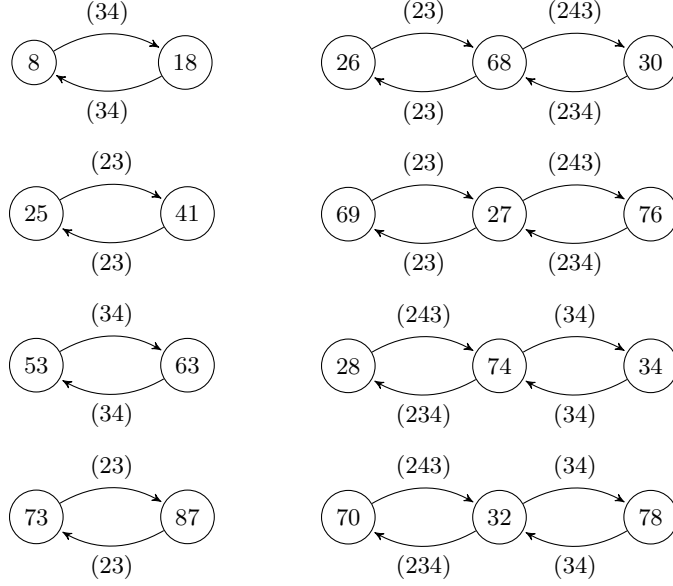 (34) (23) (243)
8 18 26 68 30
(34) (23) (234)
(23) (23) (243)
25 41 69 27 76
(23) (23) (234)
(34) (243) (34)
53 63 28 74 34
(34) (234) (34)
(23) (243) (34)
73 87 70 32 78
(23) (234) (34)